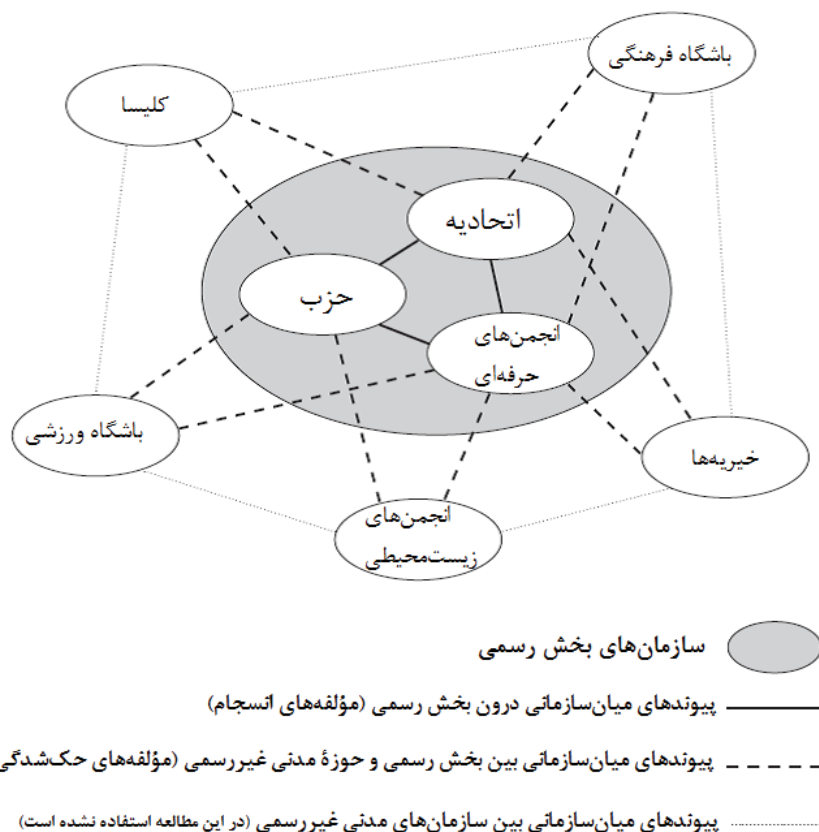 باشگاه فرهنگی
کلیسا
اتحادیه
حزب
انجمن‌های
حرفه‌ای
باشگاه ورزشی
خیریه‌ها
انجمن‌های
زیست‌محیطی
سازمان‌های بخش رسمی
پیوندهای میان‌سازمانی درون بخش رسمی (مؤلفه‌های انسجام)
پیوندهای میان‌سازمانی بین بخش رسمی و حوزهٔ مدنی غیررسمی (مؤلفه‌های حک‌شدگی
پیوندهای میان‌سازمانی بین سازمان‌های مدنی غیررسمی (در این مطالعه استفاده نشده است)